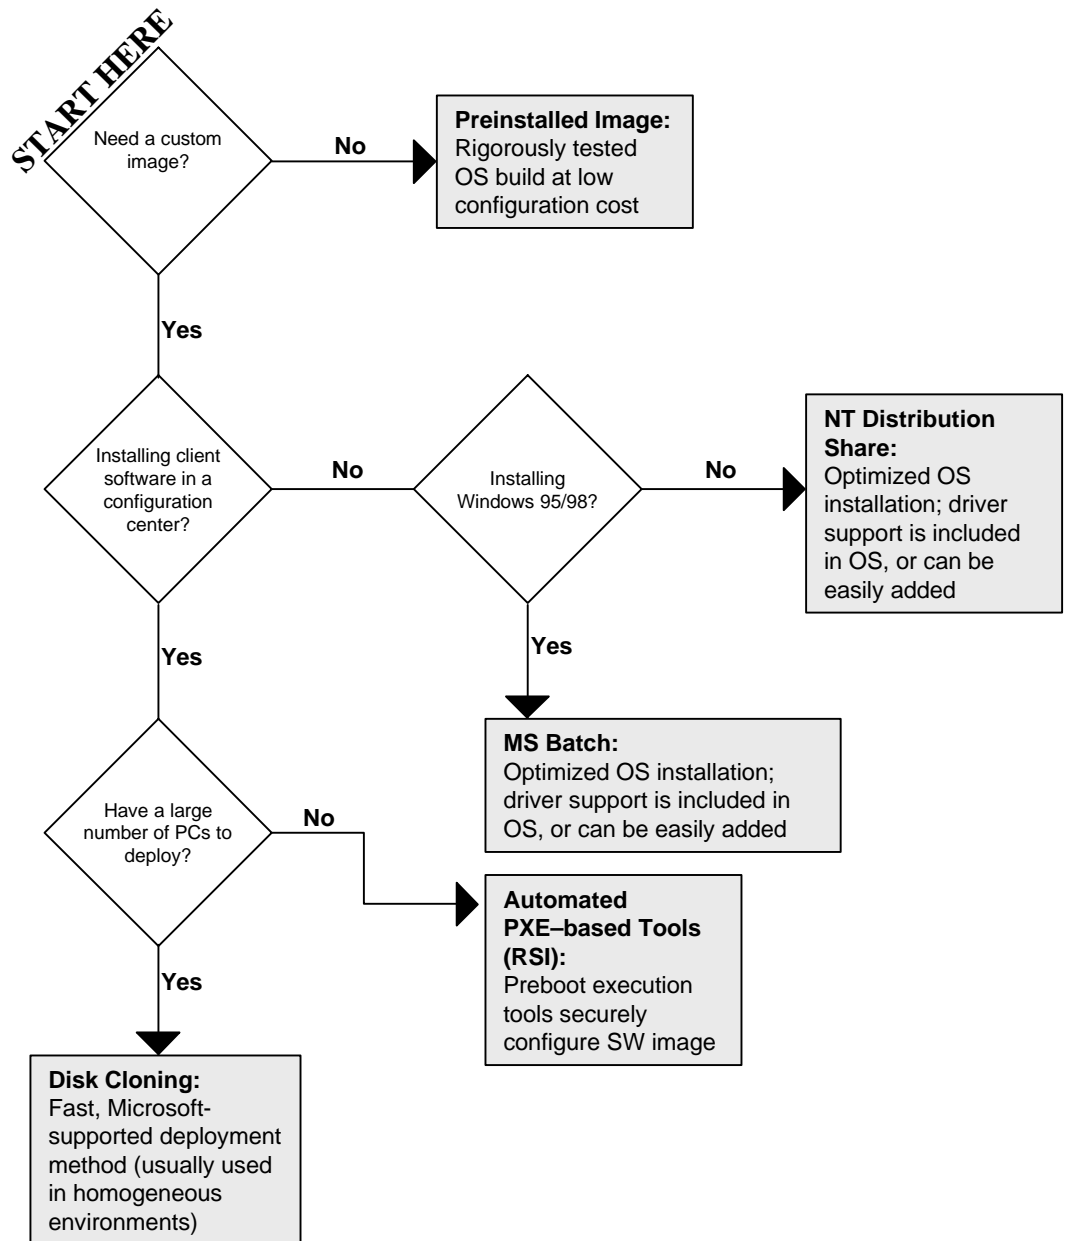 START HERE
Need a custom
image?
No
Preinstalled Image:
Rigorously tested
OS build at low
configuration cost
Yes
Installing client
software in a
configuration
center?
No
Installing
Windows 95/98?
No
NT Distribution
Share:
Optimized OS
installation; driver
support is included
in OS, or can be
easily added
Yes
Yes
MS Batch:
Optimized OS installation;
driver support is included in
OS, or can be easily added
Have a large
number of PCs to
deploy?
No
Automated
PXE–based Tools
(RSI):
Preboot execution
tools securely
configure SW image
Yes
Disk Cloning:
Fast, Microsoft-
supported deployment
method (usually used
in homogeneous
environments)